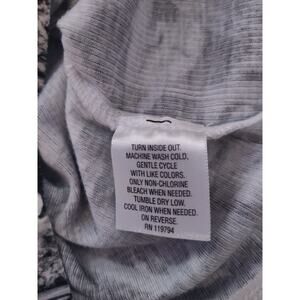 TURN INSIDE OUT.
MACHINE WASH COLD,
GENTLE CYCLE
WITH LIKE COLORS.
ONLY NON-CHLORINE
BLEACH WHEN NEEDED.
TUMBLE DRY LOW.
COOL IRON WHEN NEEDED.
ON REVERSE.
RN 119794